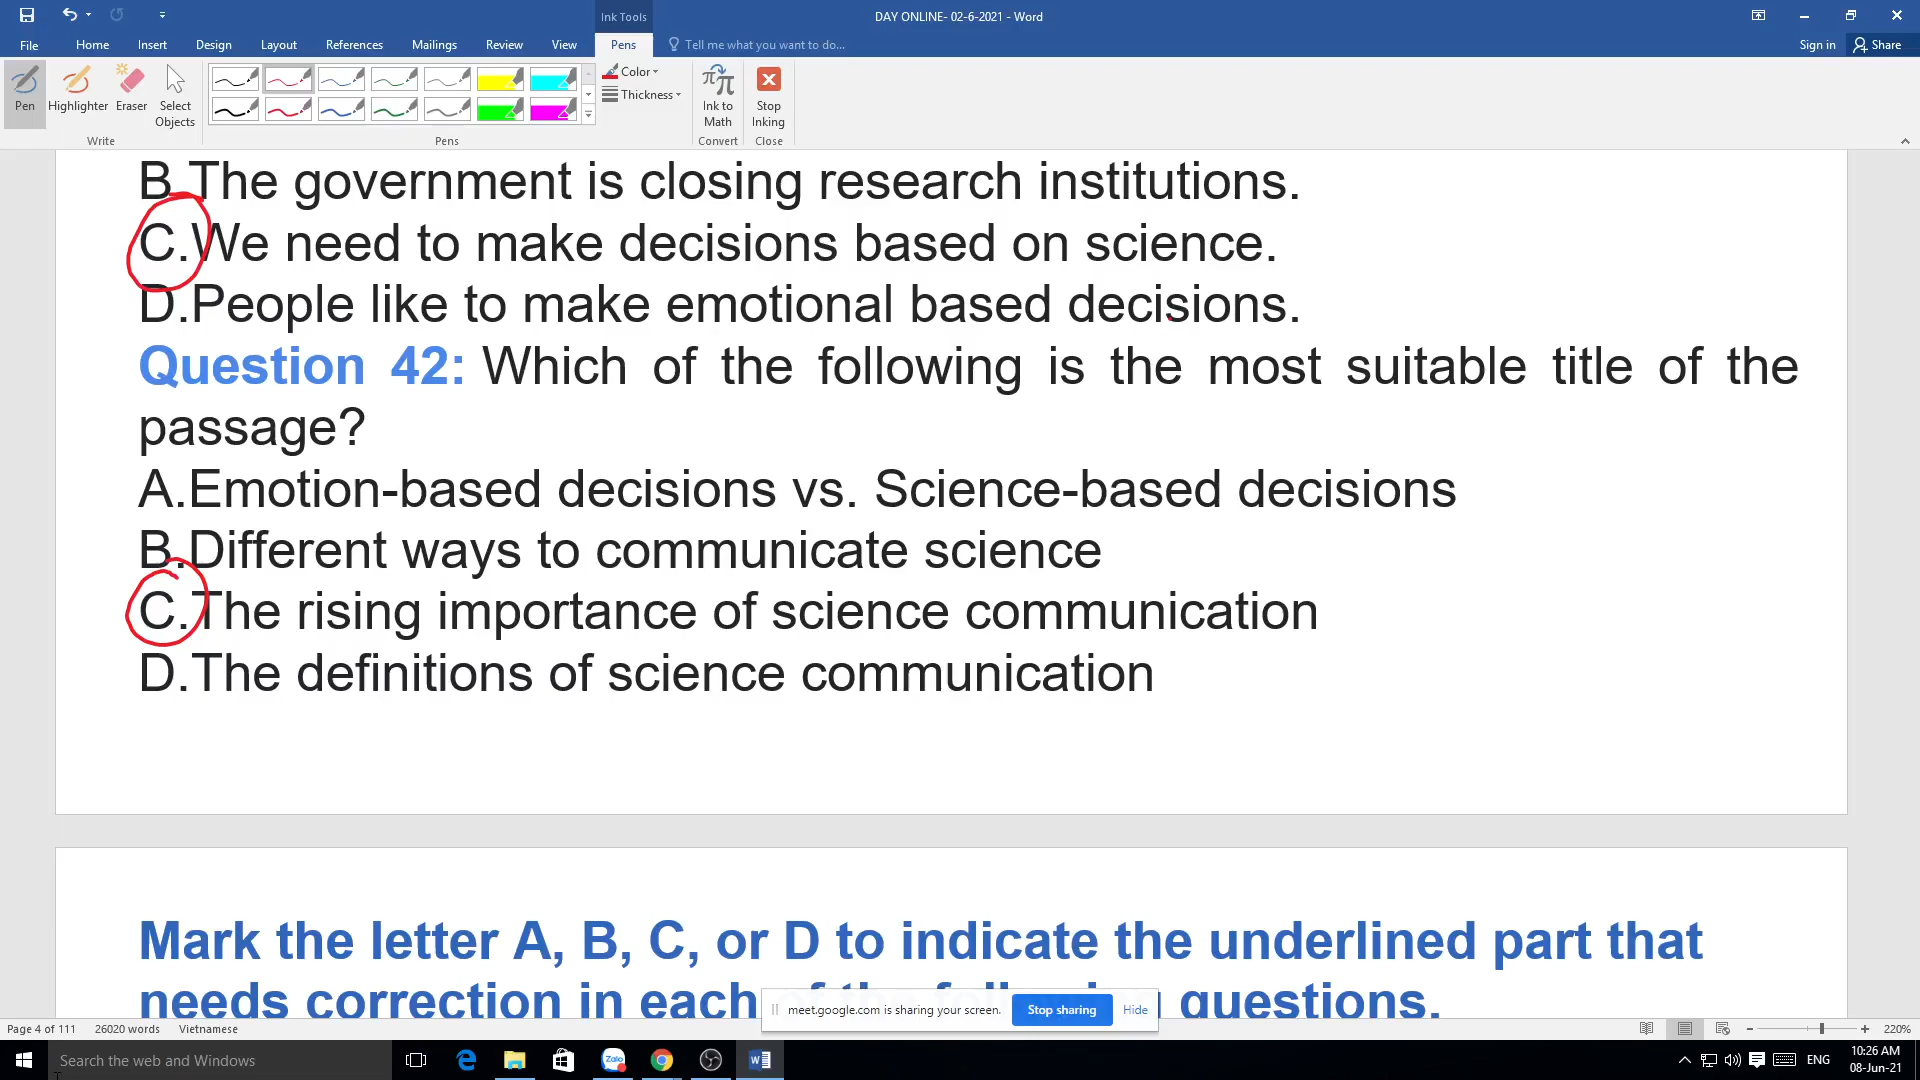 Ink Tools
DAY ONLINE- 02-6-2021 - Word
File Home Insert Design Layout References Mailings Review View Pens Tell me what you want to do... Sign in Share
Pen Highlighter Eraser Select Objects
Color
Thickness
Ink to Math
Stop Inking
Write Pens Convert Close
B.The government is closing research institutions.
C.We need to make decisions based on science.
D.People like to make emotional based decisions.
Question 42: Which of the following is the most suitable title of the
passage?
A.Emotion-based decisions vs. Science-based decisions
B.Different ways to communicate science
C.The rising importance of science communication
D.The definitions of science communication
Mark the letter A, B, C, or D to indicate the underlined part that
needs correction in each of the following questions.
meet.google.com is sharing your screen. Stop sharing Hide
Page 4 of 111 26020 words Vietnamese 220%
Search the web and Windows
Zalo
ENG
10:26 AM
08-Jun-21